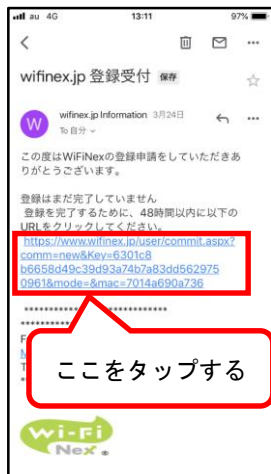 au 4G 13:11 97%
wifinex.jp 登録受付 保存
W
wifinex.jp Information 3月24日
To 自分
この度はWiFiNexの登録申請をしていただきあ
りがとうございます。
登録はまだ完了していません
登録を完了するために、48時間以内に以下の
URLをクリックしてください。
https://www.wifinex.jp/user/commit.aspx?
comm=new&Key=6301c8
b6658d49c39d93a74b7a83dd562975
0961&mode=&mac=7014a690a736
ここをタップする
Wi-Fi
Nex